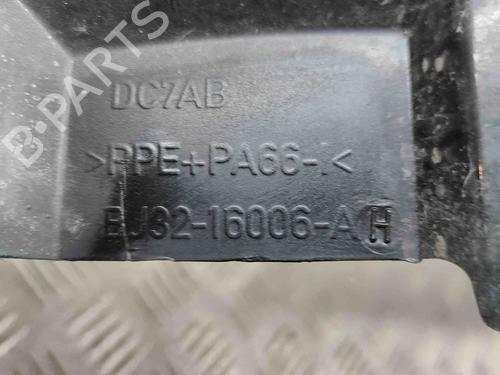 B-PARTS
DC7AB
>PPE+PA66-I<
BJ32-16006-AH